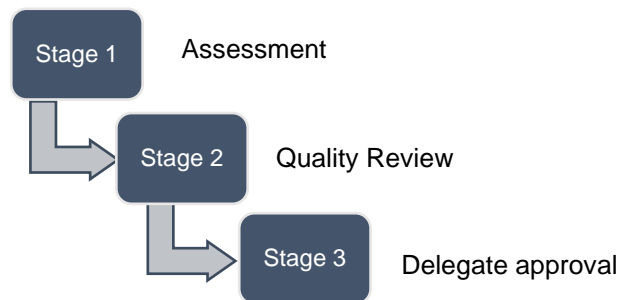 Stage 1
Assessment
Stage 2
Quality Review
Stage 3
Delegate approval